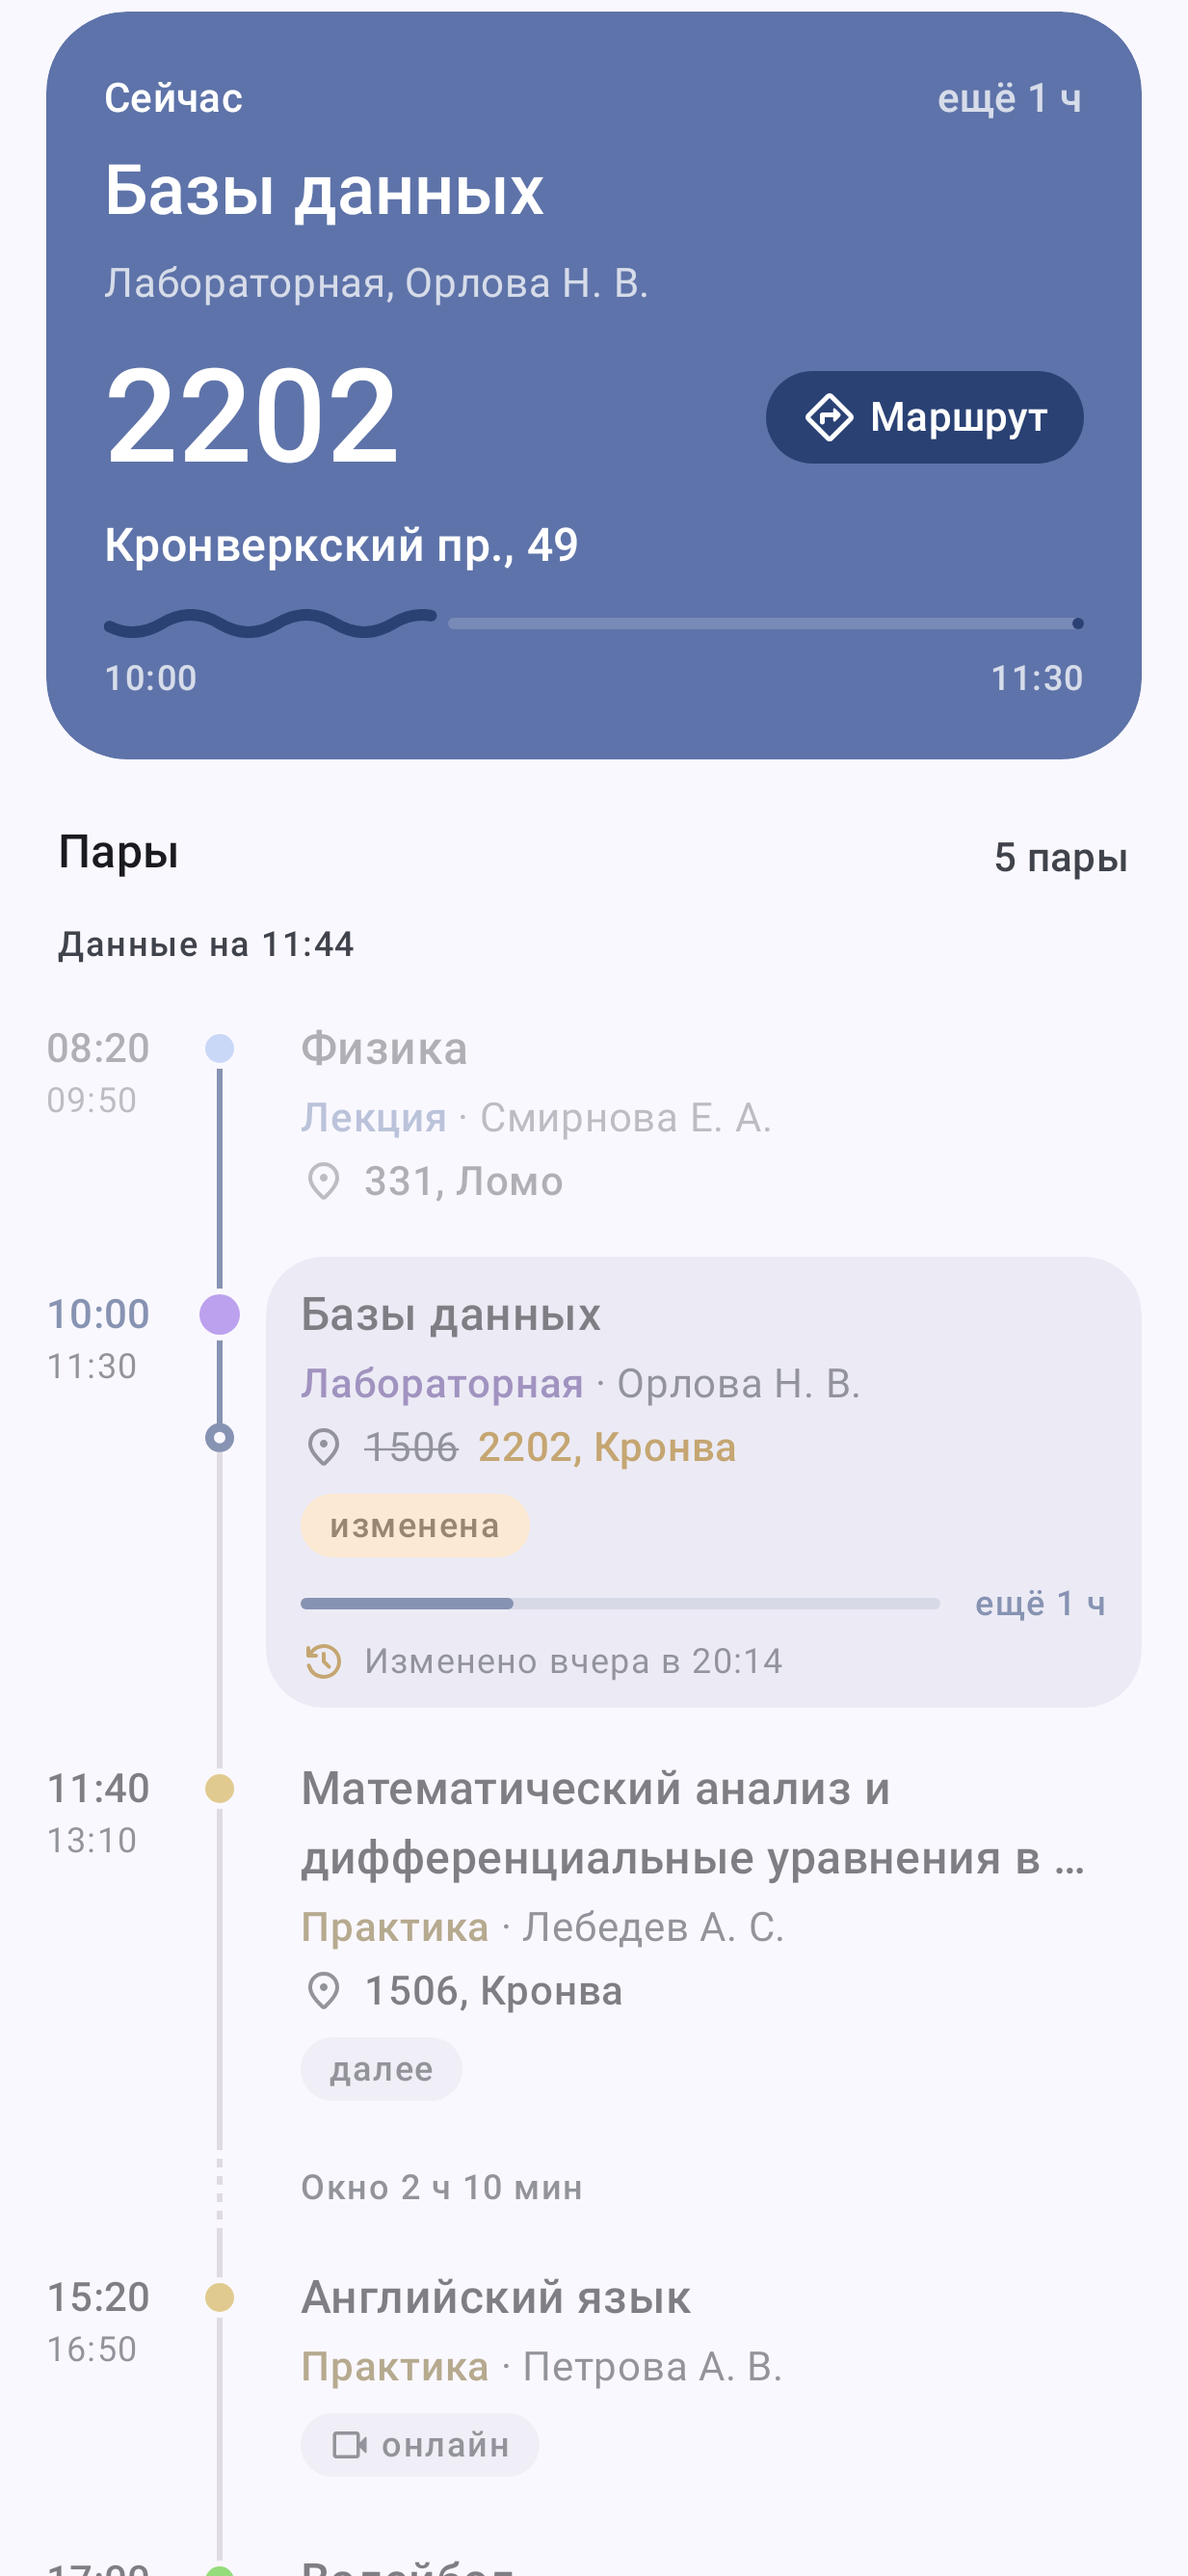 Сейчас
ещё 1 ч
Базы данных
Лабораторная, Орлова Н. В.
2202
Маршрут
Кронверкский пр., 49
10:00
11:30
Пары
5 пары
Данные на 11:44
08:20
Физика
09:50
Лекция · Смирнова Е. А.
331, Ломо
10:00
Базы данных
11:30
Лабораторная · Орлова Н. В.
1506 2202, Кронва
изменена
ещё 1 ч
Изменено вчера в 20:14
11:40
Математический анализ и
13:10
дифференциальные уравнения в ...
Практика · Лебедев А. С.
1506, Кронва
далее
Окно 2 ч 10 мин
15:20
Английский язык
16:50
Практика · Петрова А. В.
онлайн
17:00
Волейбол